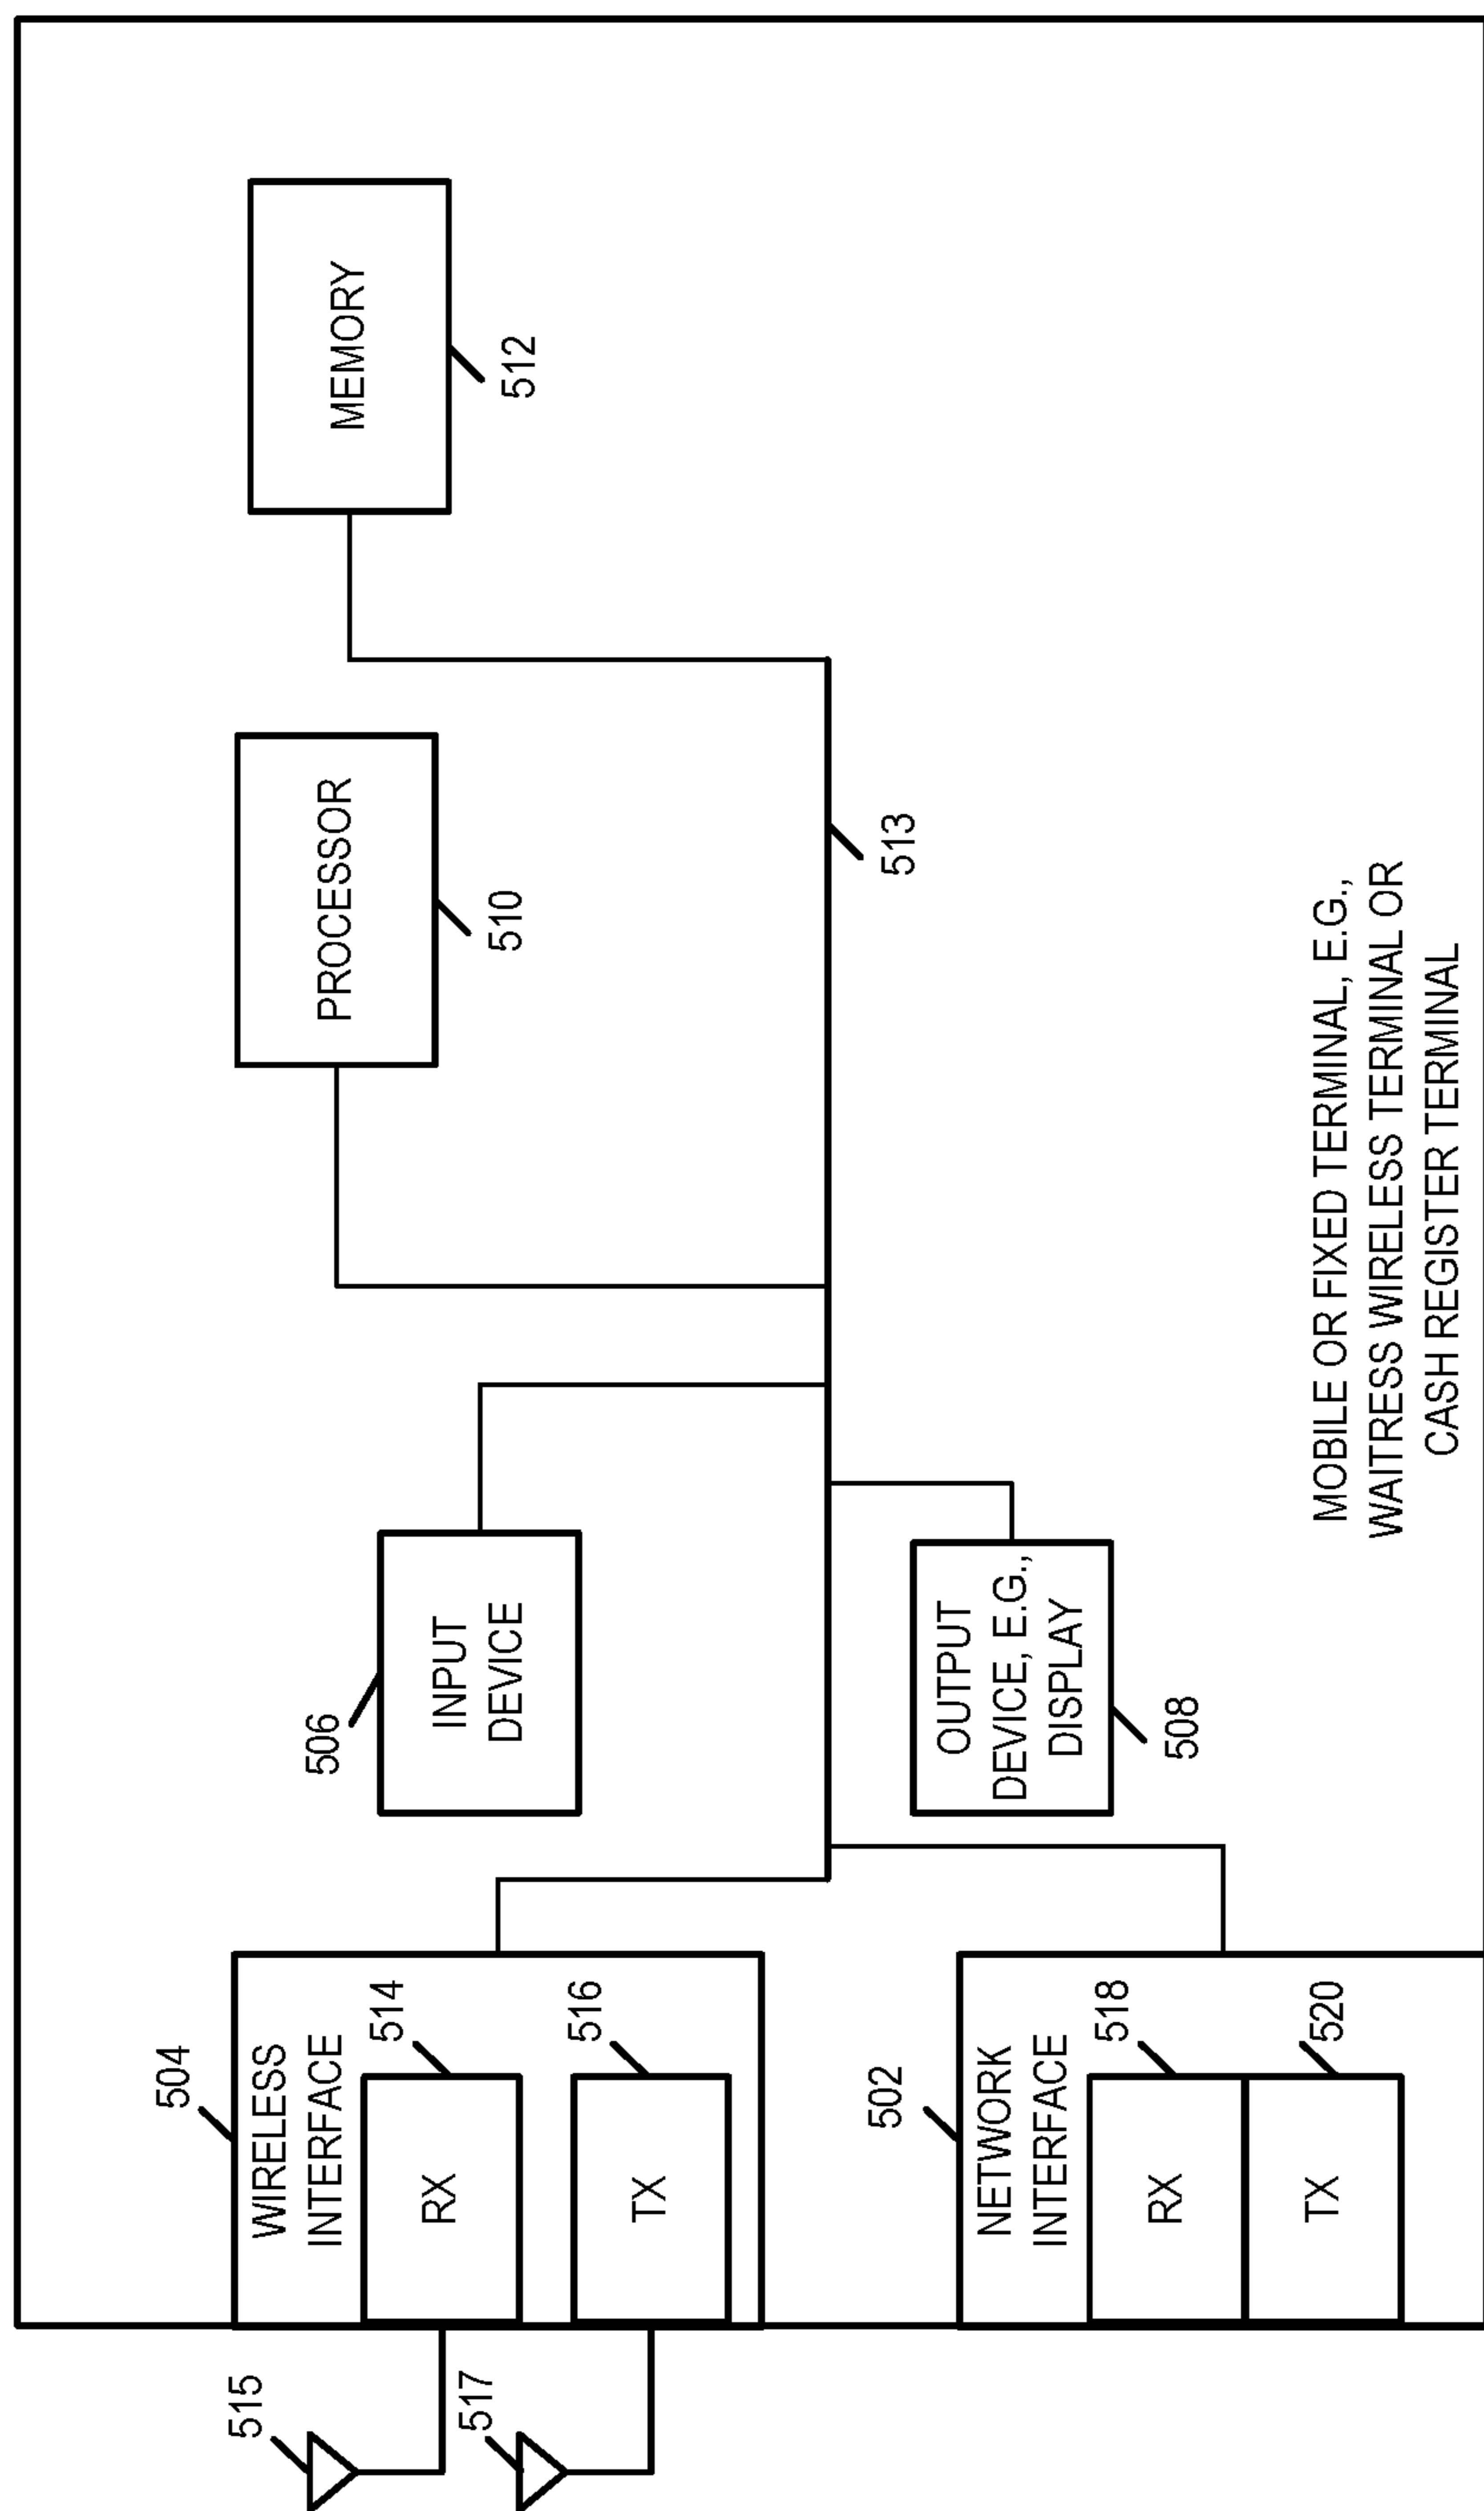 515
517
504
WIRELESS
INTERFACE
514
RX
516
TX
502
NETWORK
INTERFACE
518
RX
520
TX
506
INPUT
DEVICE
OUTPUT
DEVICE, E.G.,
DISPLAY
508
PROCESSOR
510
MEMORY
512
513
MOBILE OR FIXED TERMINAL, E.G.,
WAITRESS WIRELESS TERMINAL OR
CASH REGISTER TERMINAL